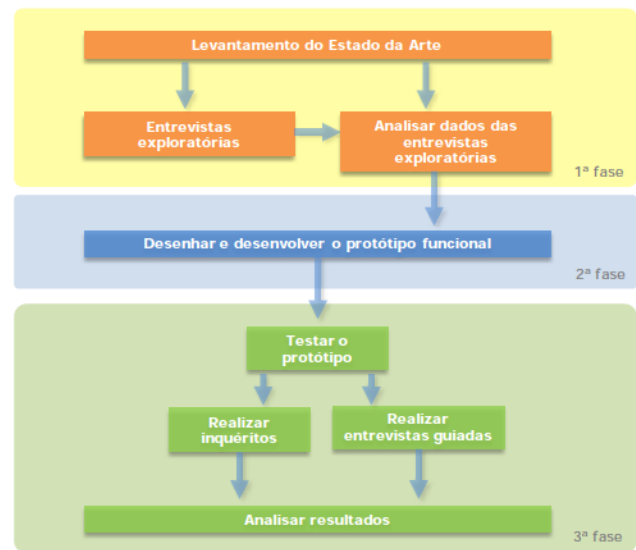 Levantamento do Estado da Arte
Entrevistas
exploratórias
Analisar dados das
entrevistas
exploratórias
1ª fase
Desenhar e desenvolver o protótipo funcional
2ª fase
Testar o
protótipo
Realizar
inquéritos
Realizar
entrevistas guiadas
Analisar resultados
3ª fase